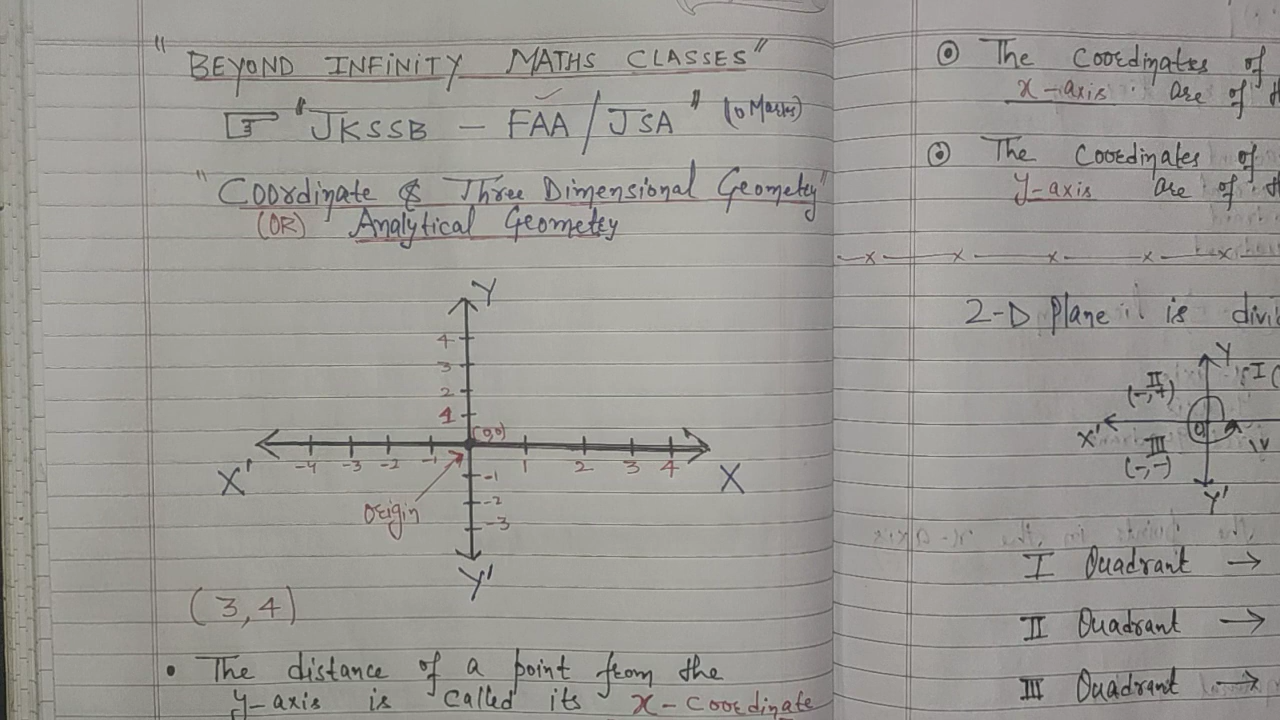 "BEYOND INFINITY MATHS CLASSES"
"JKSSB - FAA / JSA" (10 Marks)
"Coordinate & Three Dimensional Geometry"
(OR) Analytical Geometry
Y
4
3
2
1
(0,0)
-4 -3 -2 -1 1 2 3 4
X' X
-1
origin
-2
-3
Y'
(3,4)
• The distance of a point from the
y-axis is called its x-coordinate
The Coordinates of
x-axis are of
The Coordinates of
y-axis are of
—x— x x x x
2-D Plane: is
Y
II I
(-,+)
X' 0
III IV
(-,-)
Y'
I Quadrant →
II Quadrant →
III Quadrant →